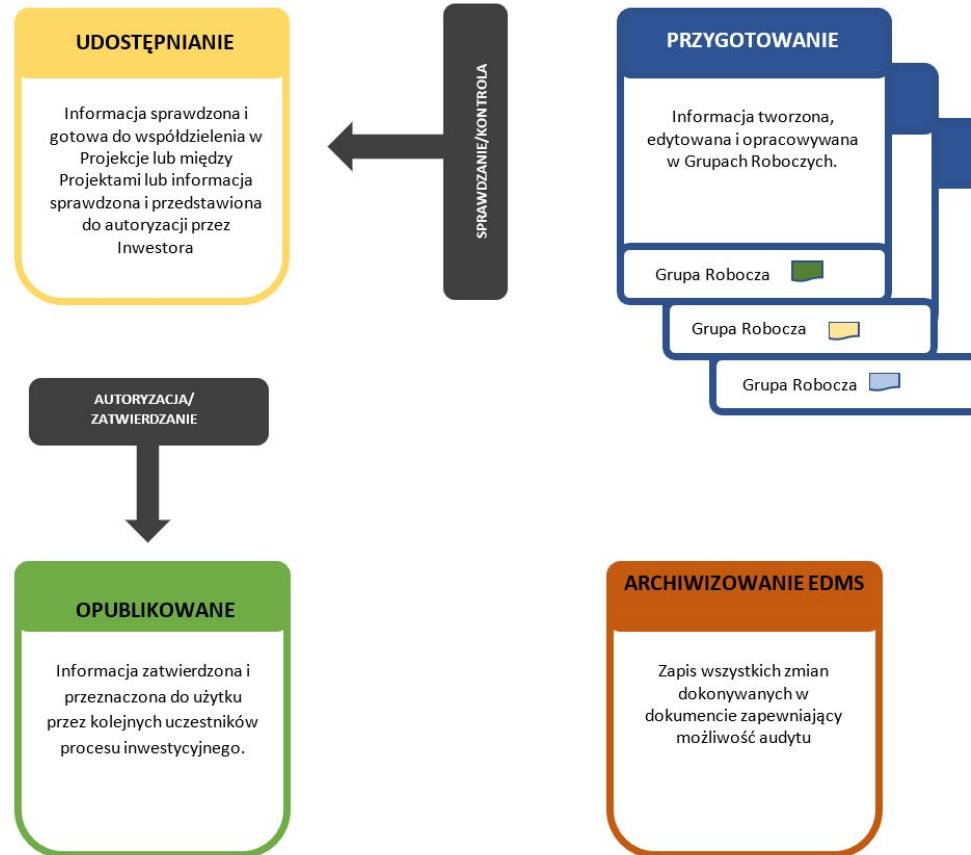 UDOSTĘPNIANIE
Informacja sprawdzona i
gotowa do współdzielenia w
Projekcje lub między
Projektami lub informacja
sprawdzona i przedstawiona
do autoryzacji przez
Inwestora
SPRAWDZANIE/KONTROLA
PRZYGOTOWANIE
Informacja tworzona,
edytowana i opracowywana
w Grupach Roboczych.
Grupa Robocza
Grupa Robocza
Grupa Robocza
AUTORYZACJA/
ZATWIERDZANIE
OPUBLIKOWANE
Informacja zatwierdzona i
przeznaczona do użytku
przez kolejnych uczestników
procesu inwestycyjnego.
ARCHIWIZOWANIE EDMS
Zapis wszystkich zmian
dokonywanych w
dokumencie zapewniający
możliwość audytu